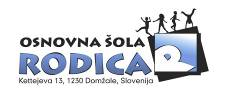 OSNOVNA ŠOLA
RODICA
Kettejeva 13, 1230 Domžale, Slovenija